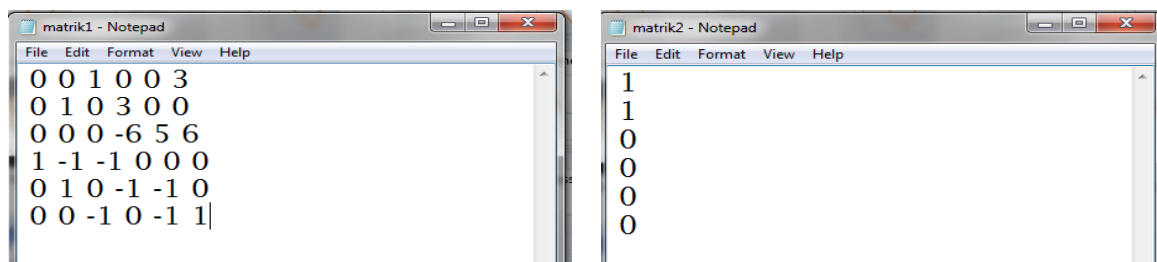 matrik1 - Notepad
File Edit Format View Help
0 0 1 0 0 3
0 1 0 3 0 0
0 0 0 -6 5 6
1 -1 -1 0 0 0
0 1 0 -1 -1 0
0 0 -1 0 -1 1
matrik2 - Notepad
File Edit Format View Help
1
1
0
0
0
0